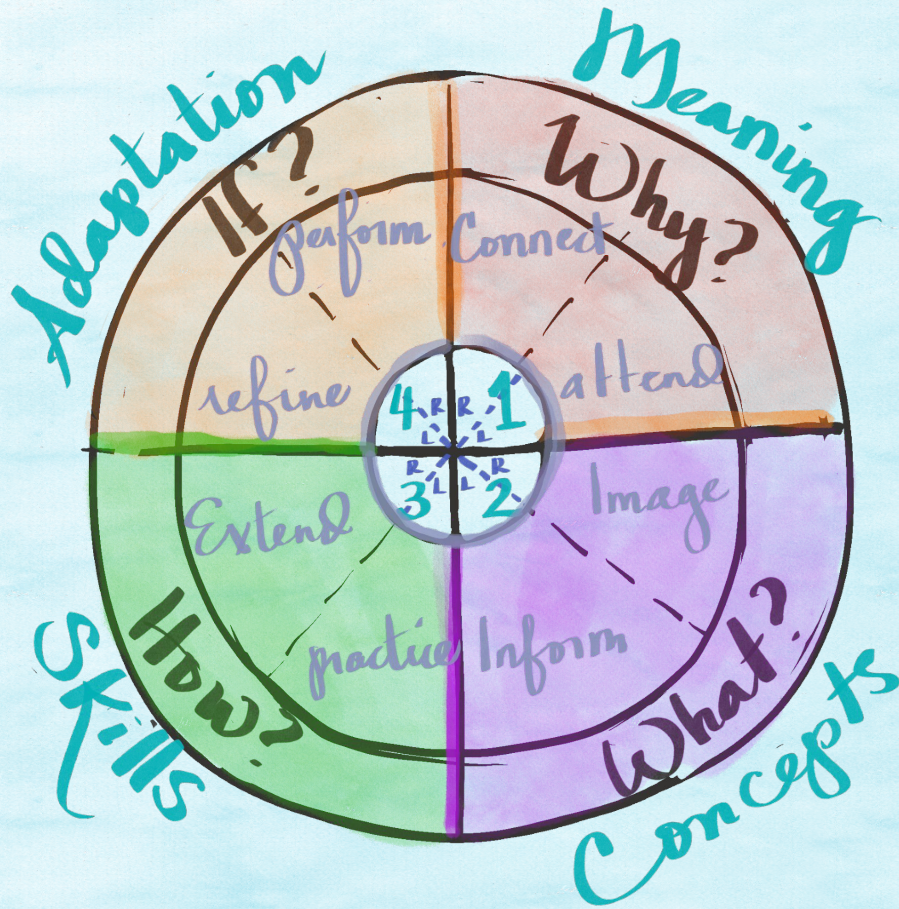 Adaptation
Meaning
If?
Why?
perform
Connect
refine
attend
4 R R 1
L L
R L L R
3 2
Extend
Image
practice
Inform
How?
What?
Skills
Concepts